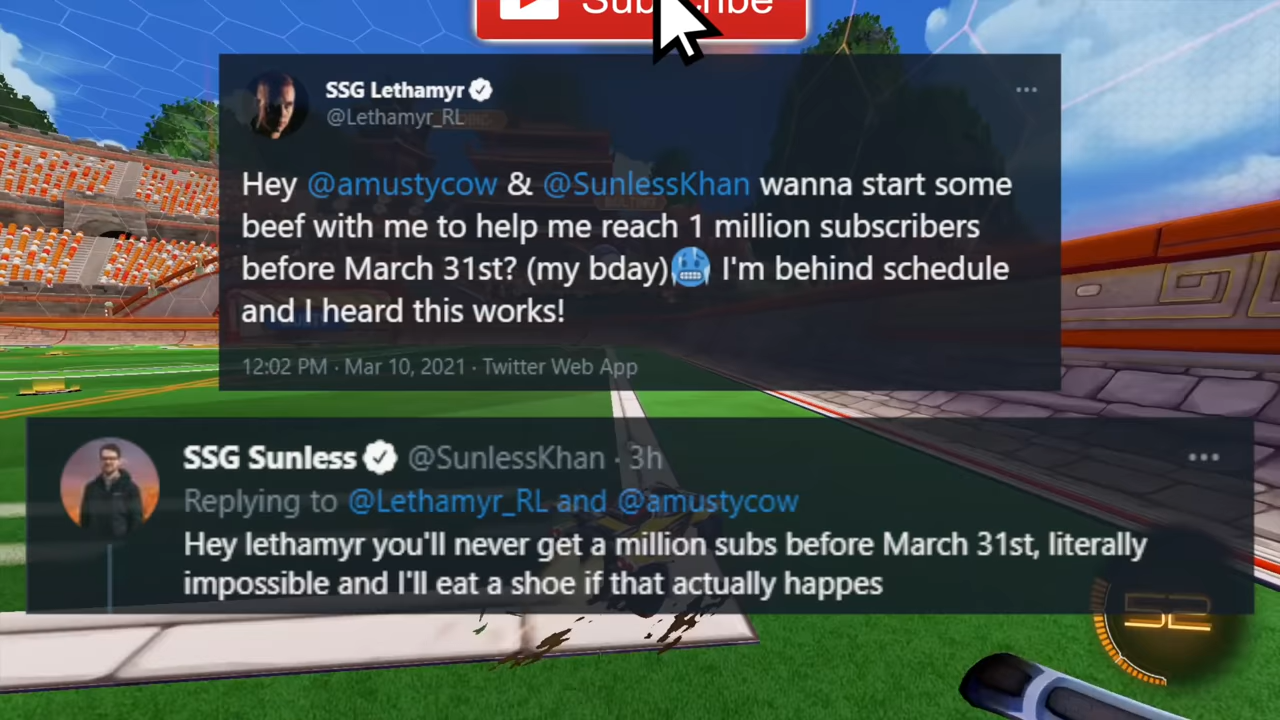 Subscribe
SSG Lethamyr
@Lethamyr_RL
Hey @amustycow & @SunlessKhan wanna start some
beef with me to help me reach 1 million subscribers
before March 31st? (my bday)🥶 I'm behind schedule
and I heard this works!
12:02 PM · Mar 10, 2021 · Twitter Web App
SSG Sunless @SunlessKhan · 3h
Replying to @Lethamyr_RL and @amustycow
Hey lethamyr you'll never get a million subs before March 31st, literally
impossible and I'll eat a shoe if that actually happes
52